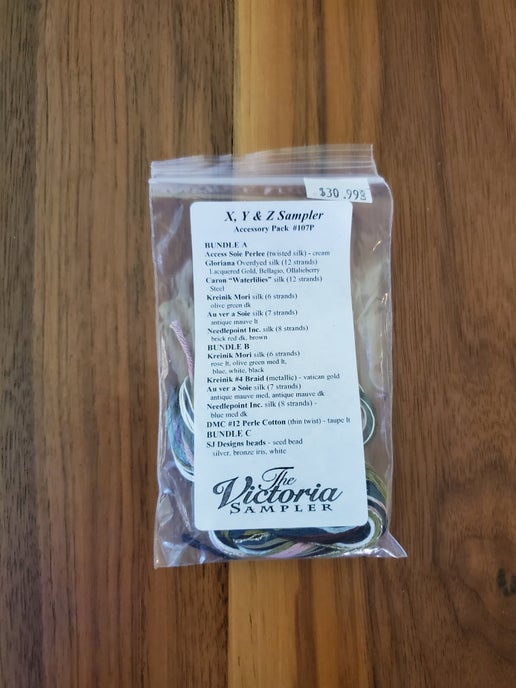 $30.99
X, Y & Z Sampler
Accessory Pack #107P
BUNDLE A
Access Soie Perlee (twisted silk) - cream
Gloriana Overdyed silk (12 strands)
Lacquered Gold, Bellagio, Ollalieberry
Caron "Waterlilies" silk (12 strands)
Steel
Kreinik Mori silk (6 strands)
olive green dk
Au ver a Soie silk (7 strands)
antique mauve lt
Needlepoint Inc. silk (8 strands)
brick red dk, brown
BUNDLE B
Kreinik Mori silk (6 strands)
rose lt, olive green med lt,
blue, white, black
Kreinik #4 Braid (metallic) - vatican gold
Au ver a Soie silk (7 strands)
antique mauve med, antique mauve dk
Needlepoint Inc. silk (8 strands) -
blue med dk
DMC #12 Perle Cotton (thin twist) - taupe lt
BUNDLE C
SJ Designs beads - seed bead
silver, bronze iris, white
The
Victoria
SAMPLER